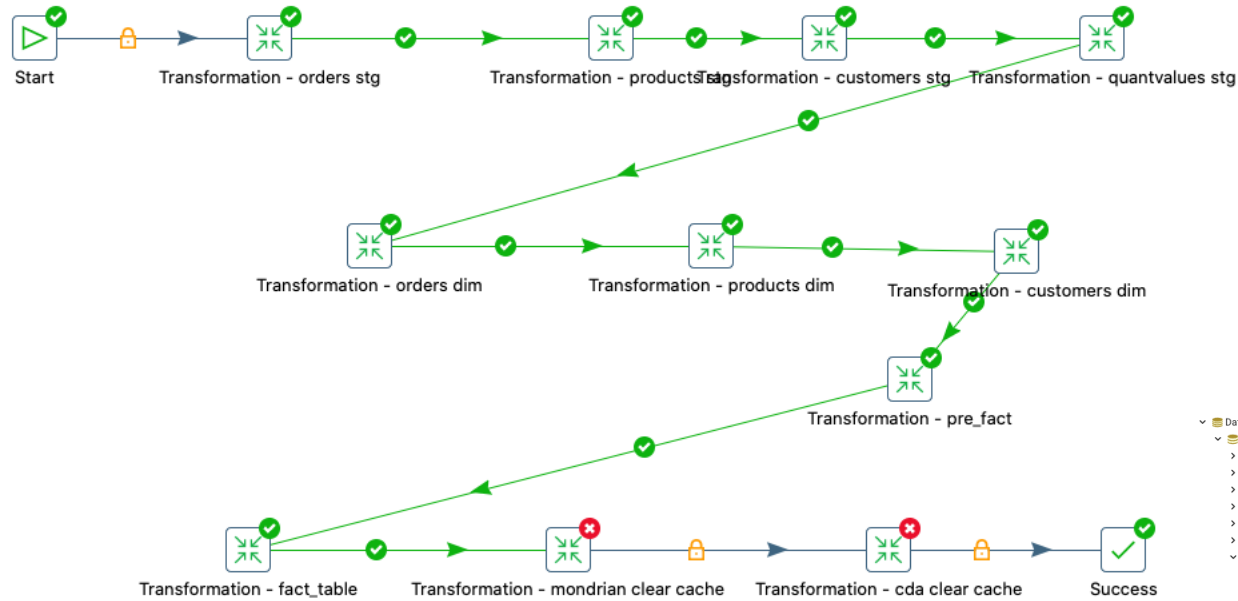 Start
Transformation - orders stg
Transformation - products stg
Transformation - customers stg
Transformation - quantvalues stg
Transformation - orders dim
Transformation - products dim
Transformation - customers dim
Transformation - pre_fact
Da
Transformation - fact_table
Transformation - mondrian clear cache
Transformation - cda clear cache
Success